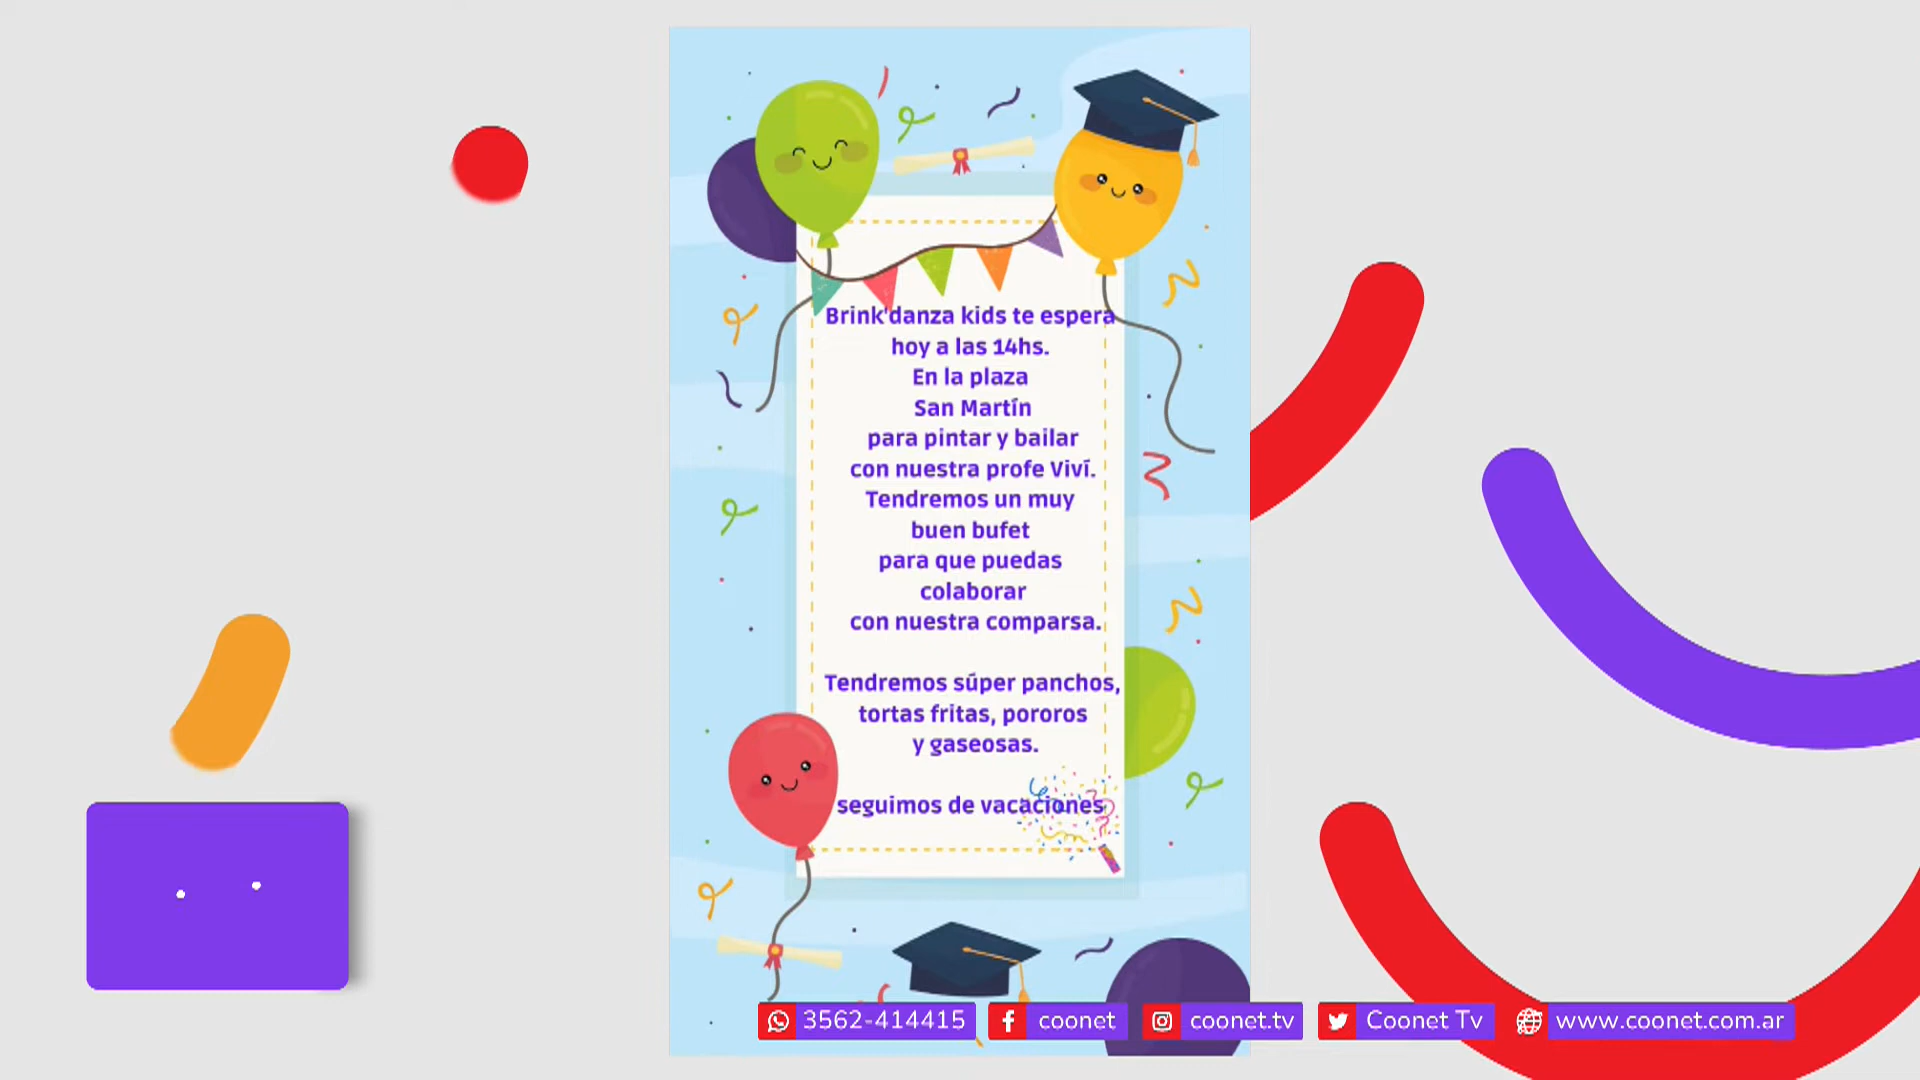 Brink'danza kids te espera
hoy a las 14hs.
En la plaza
San Martín
para pintar y bailar
con nuestra profe Viví.
Tendremos un muy
buen bufet
para que puedas
colaborar
con nuestra comparsa.
Tendremos súper panchos,
tortas fritas, pororos
y gaseosas.
seguimos de vacaciones
3562-414415 coonet coonet.tv Coonet Tv www.coonet.com.ar